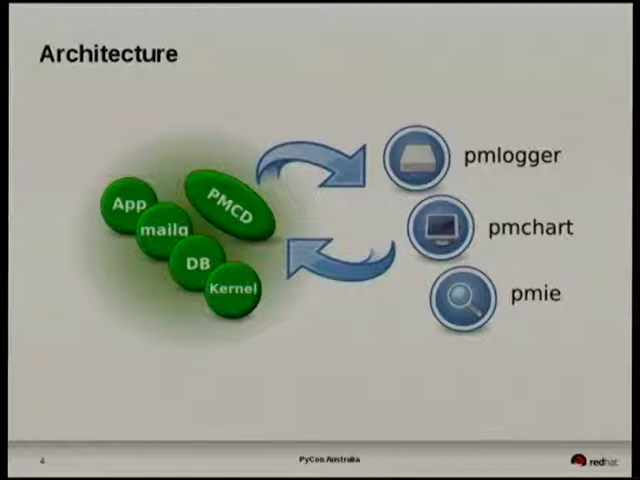 Architecture
App
mailq
DB
Kernel
PMCD
pmlogger
pmchart
pmie
4
PyCon Australia
redhat